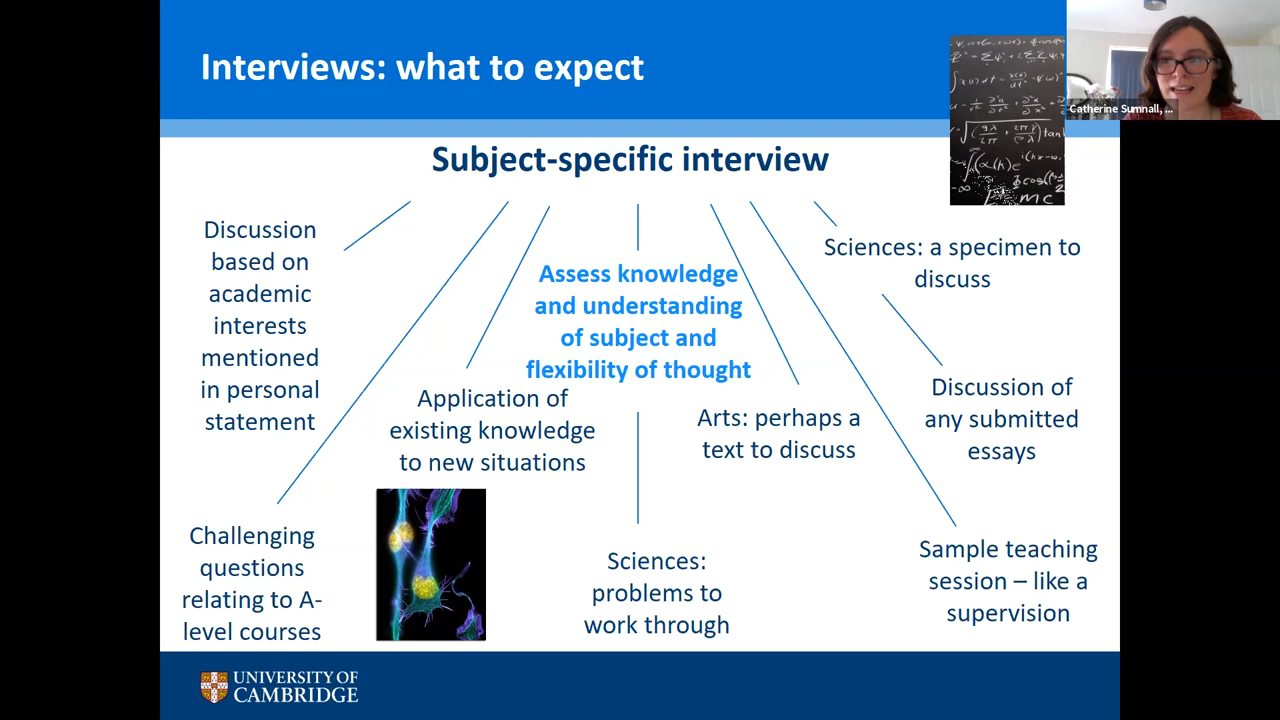 Interviews: what to expect
Catherine Sumnall, ...
Subject-specific interview
Discussion
based on
academic
interests
mentioned
in personal
statement
Assess knowledge
and understanding
of subject and
flexibility of thought
Sciences: a specimen to
discuss
Application of
existing knowledge
to new situations
Arts: perhaps a
text to discuss
Discussion of
any submitted
essays
Challenging
questions
relating to A-
level courses
Sciences:
problems to
work through
Sample teaching
session – like a
supervision
UNIVERSITY OF
CAMBRIDGE